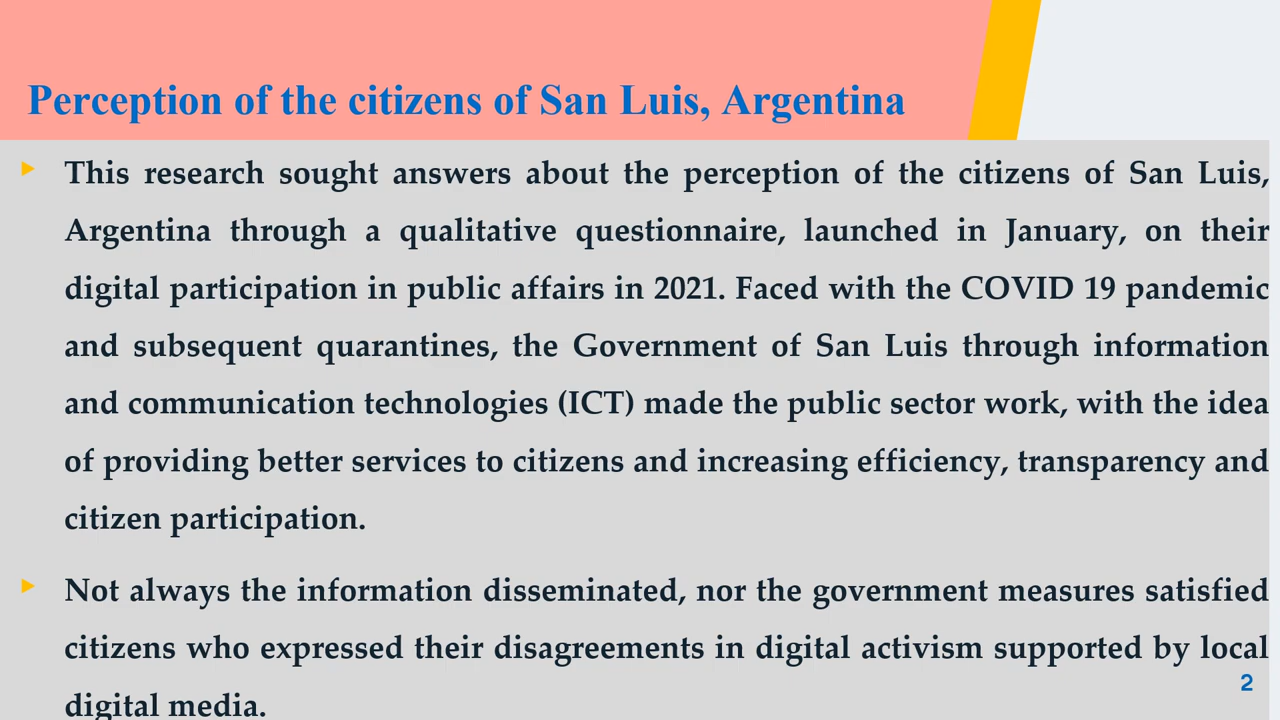 Perception of the citizens of San Luis, Argentina
This research sought answers about the perception of the citizens of San Luis,
Argentina through a qualitative questionnaire, launched in January, on their
digital participation in public affairs in 2021. Faced with the COVID 19 pandemic
and subsequent quarantines, the Government of San Luis through information
and communication technologies (ICT) made the public sector work, with the idea
of providing better services to citizens and increasing efficiency, transparency and
citizen participation.
Not always the information disseminated, nor the government measures satisfied
citizens who expressed their disagreements in digital activism supported by local
digital media.
2